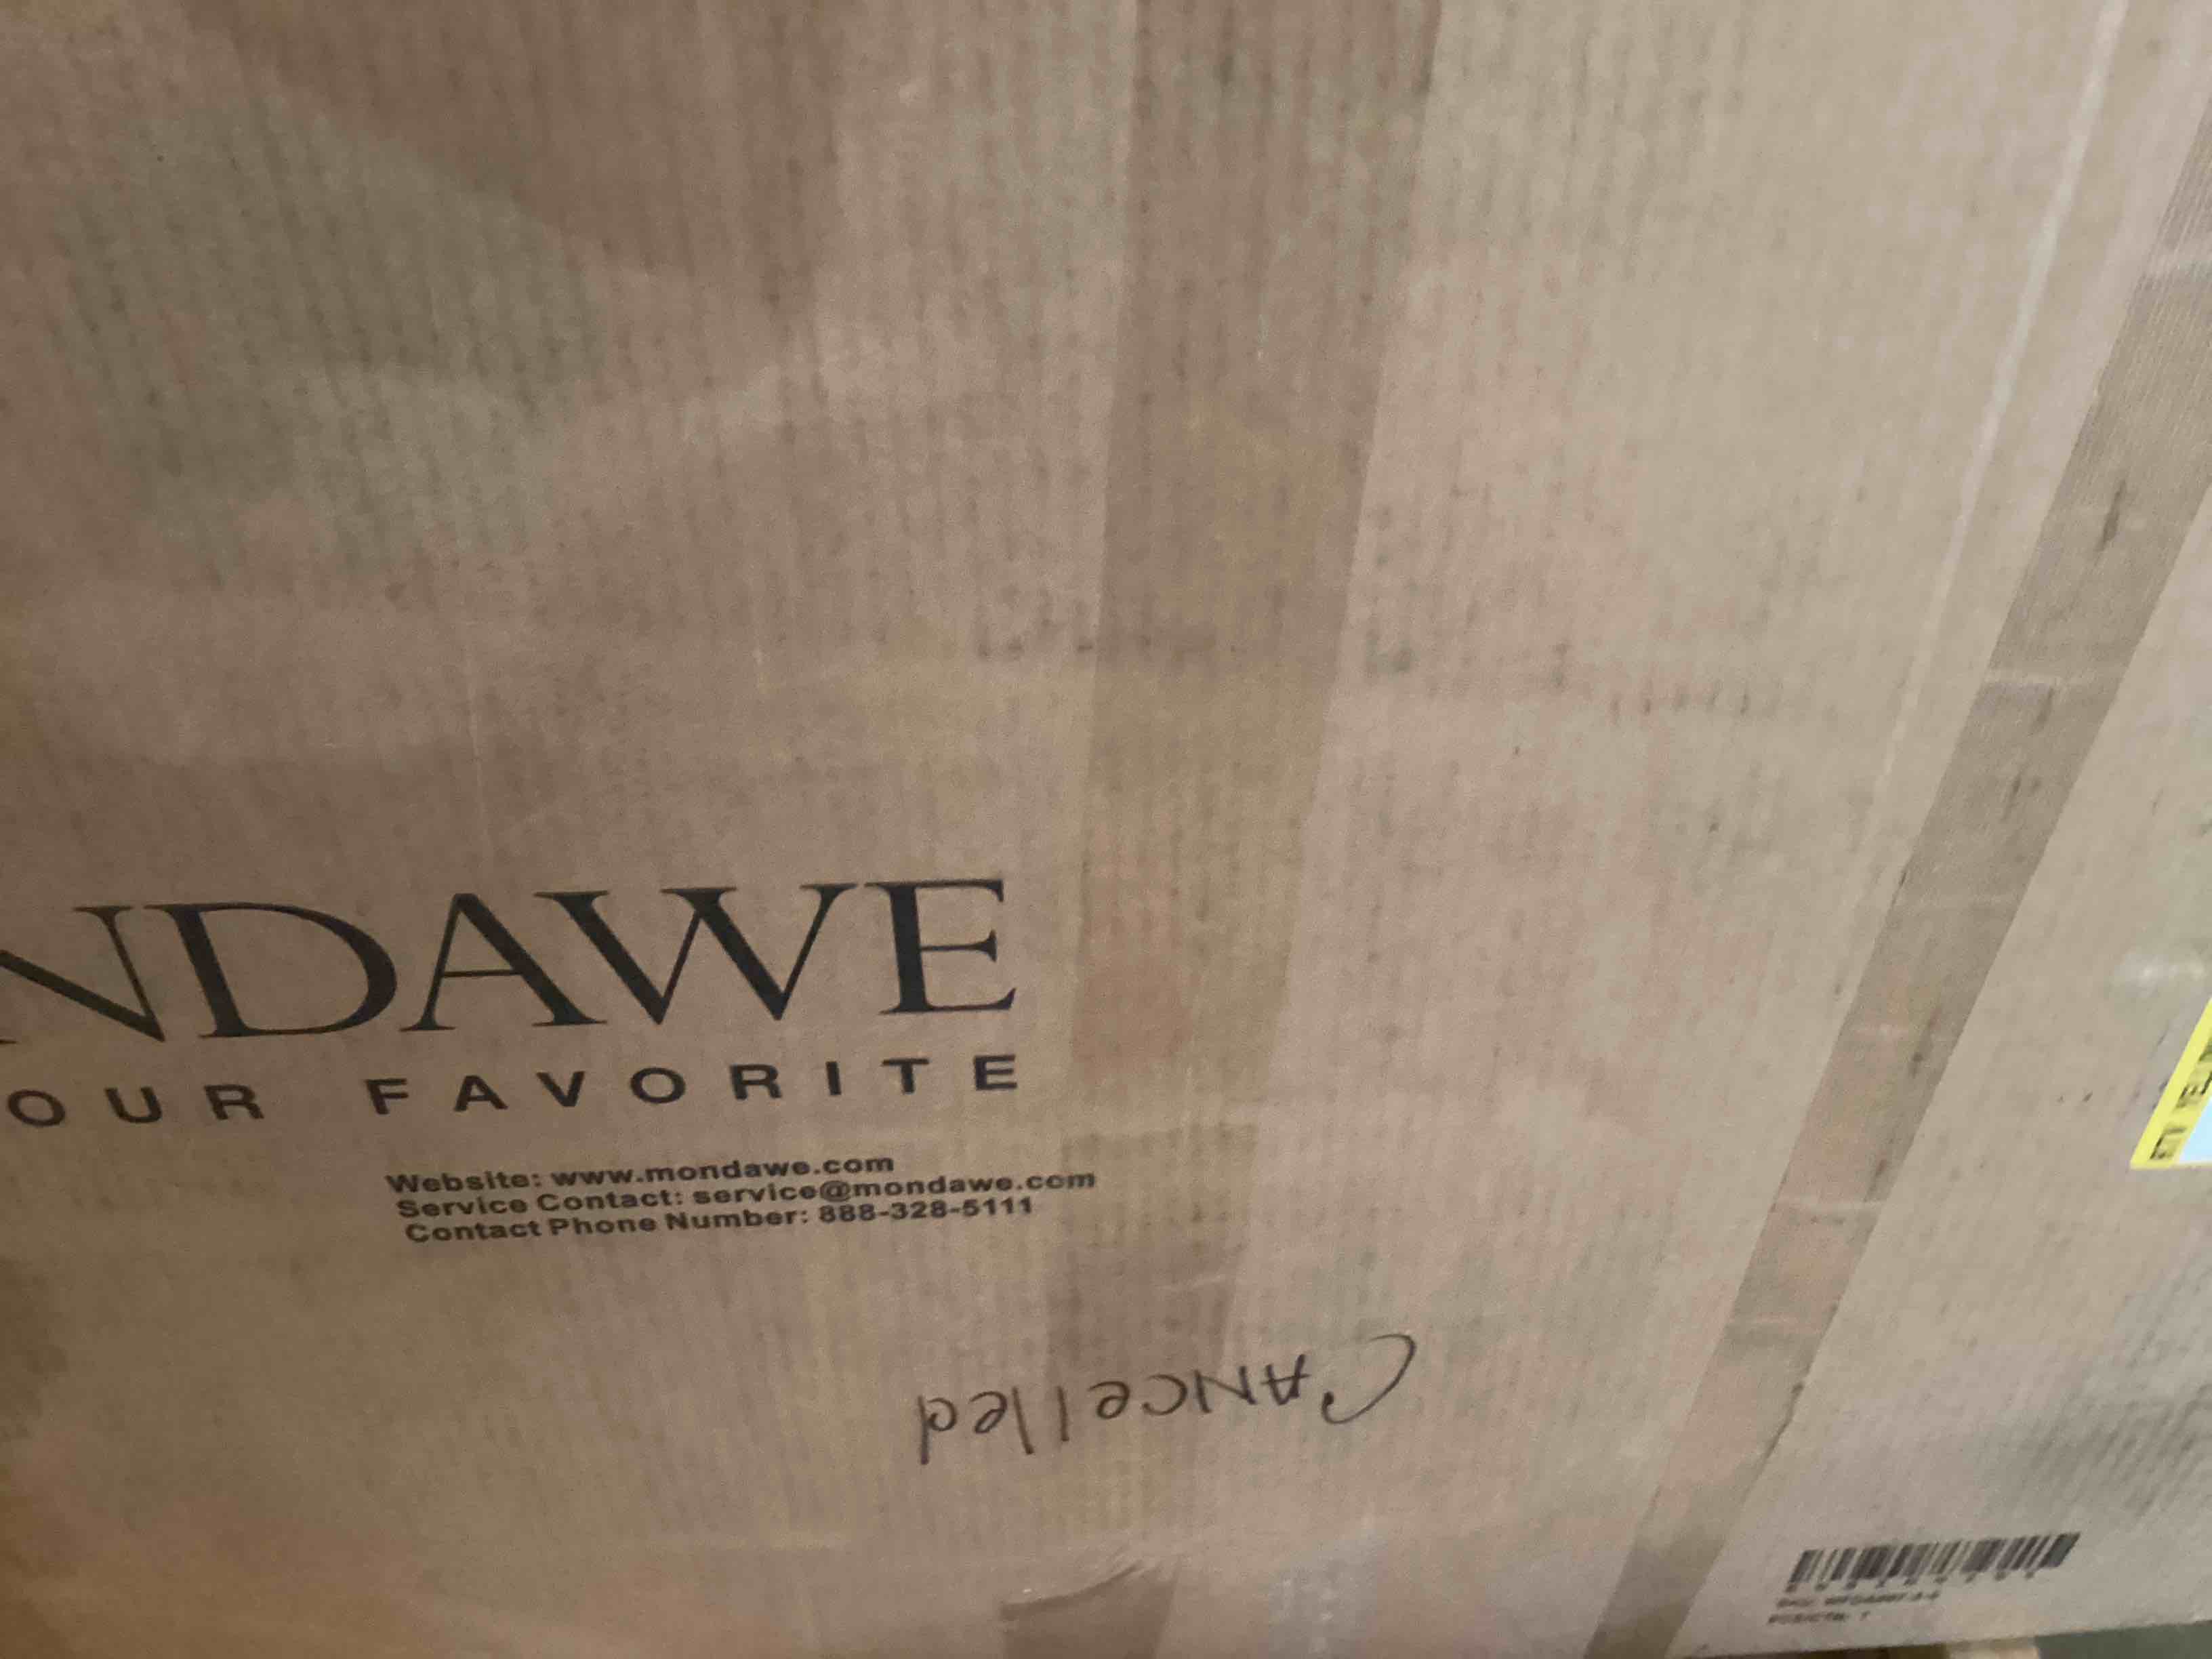 NDAWE
OUR FAVORITE
Website: www.mondawe.com
Service Contact: service@mondawe.com
Contact Phone Number: 888-328-5111
CANcelled